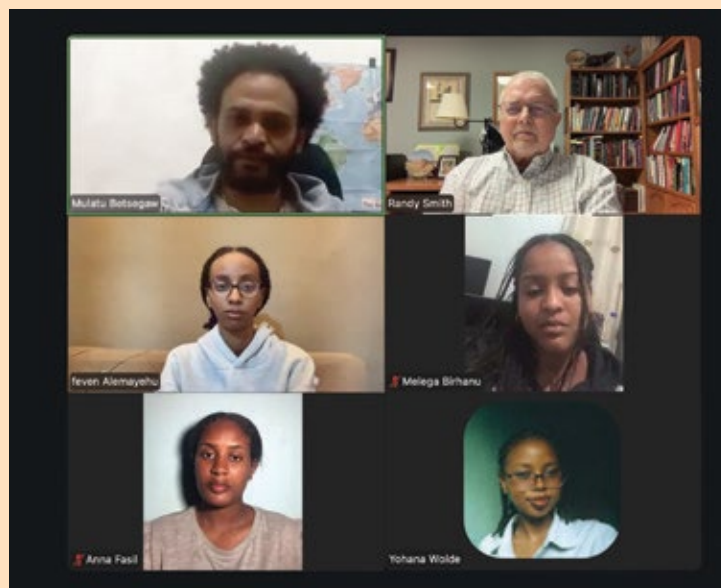 Mulatu Betsegaw
Randy Smith
feven Alemayehu
Melega Birhanu
Anna Fasil
Yohana Wolde